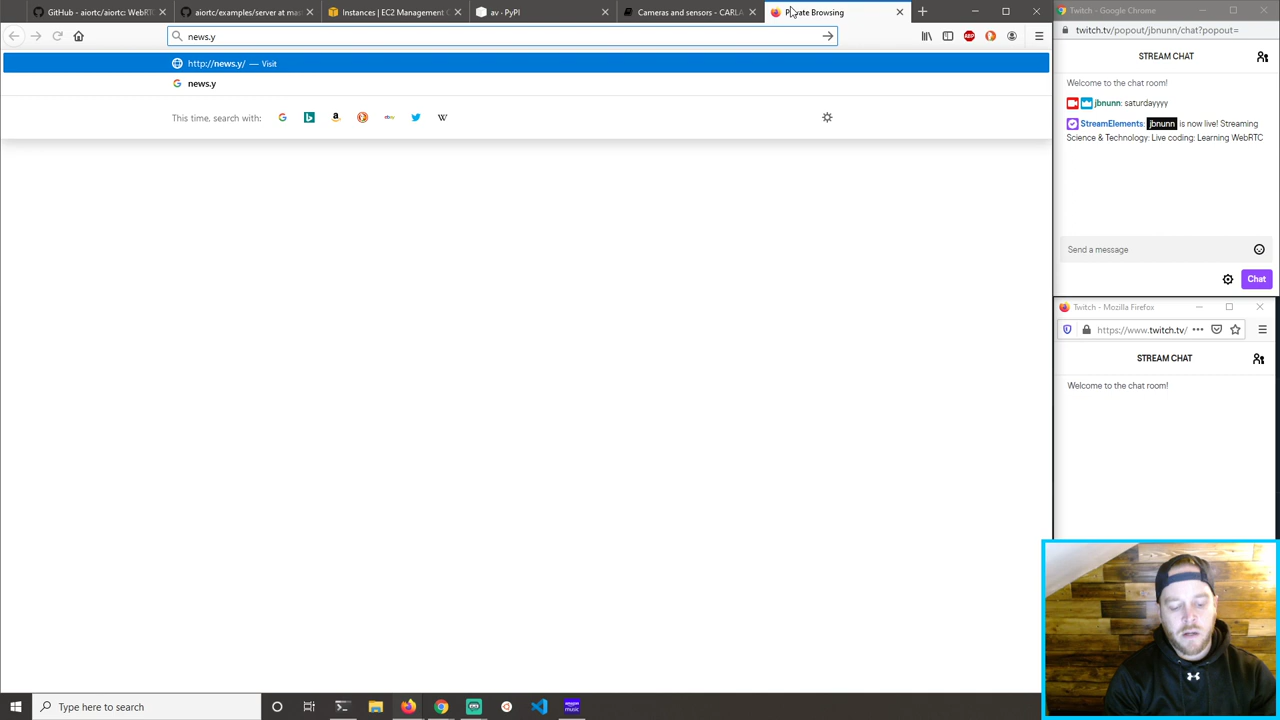 GitHub - aiortc/aiortc: WebRT
aiortc/examples/server at mas
Instances | EC2 Management C
av · PyPI
Cameras and sensors - CARLA
Private Browsing
news.y
http://news.y/ — Visit
news.y
This time, search with:
Twitch - Google Chrome
twitch.tv/popout/jbnunn/chat?popout=
STREAM CHAT
Welcome to the chat room!
jbnunn: saturdayyyy
StreamElements: jbnunn is now live! Streaming
Science & Technology: Live coding: Learning WebRTC
Send a message
Chat
Twitch - Mozilla Firefox
https://www.twitch.tv/
STREAM CHAT
Welcome to the chat room!
Type here to search